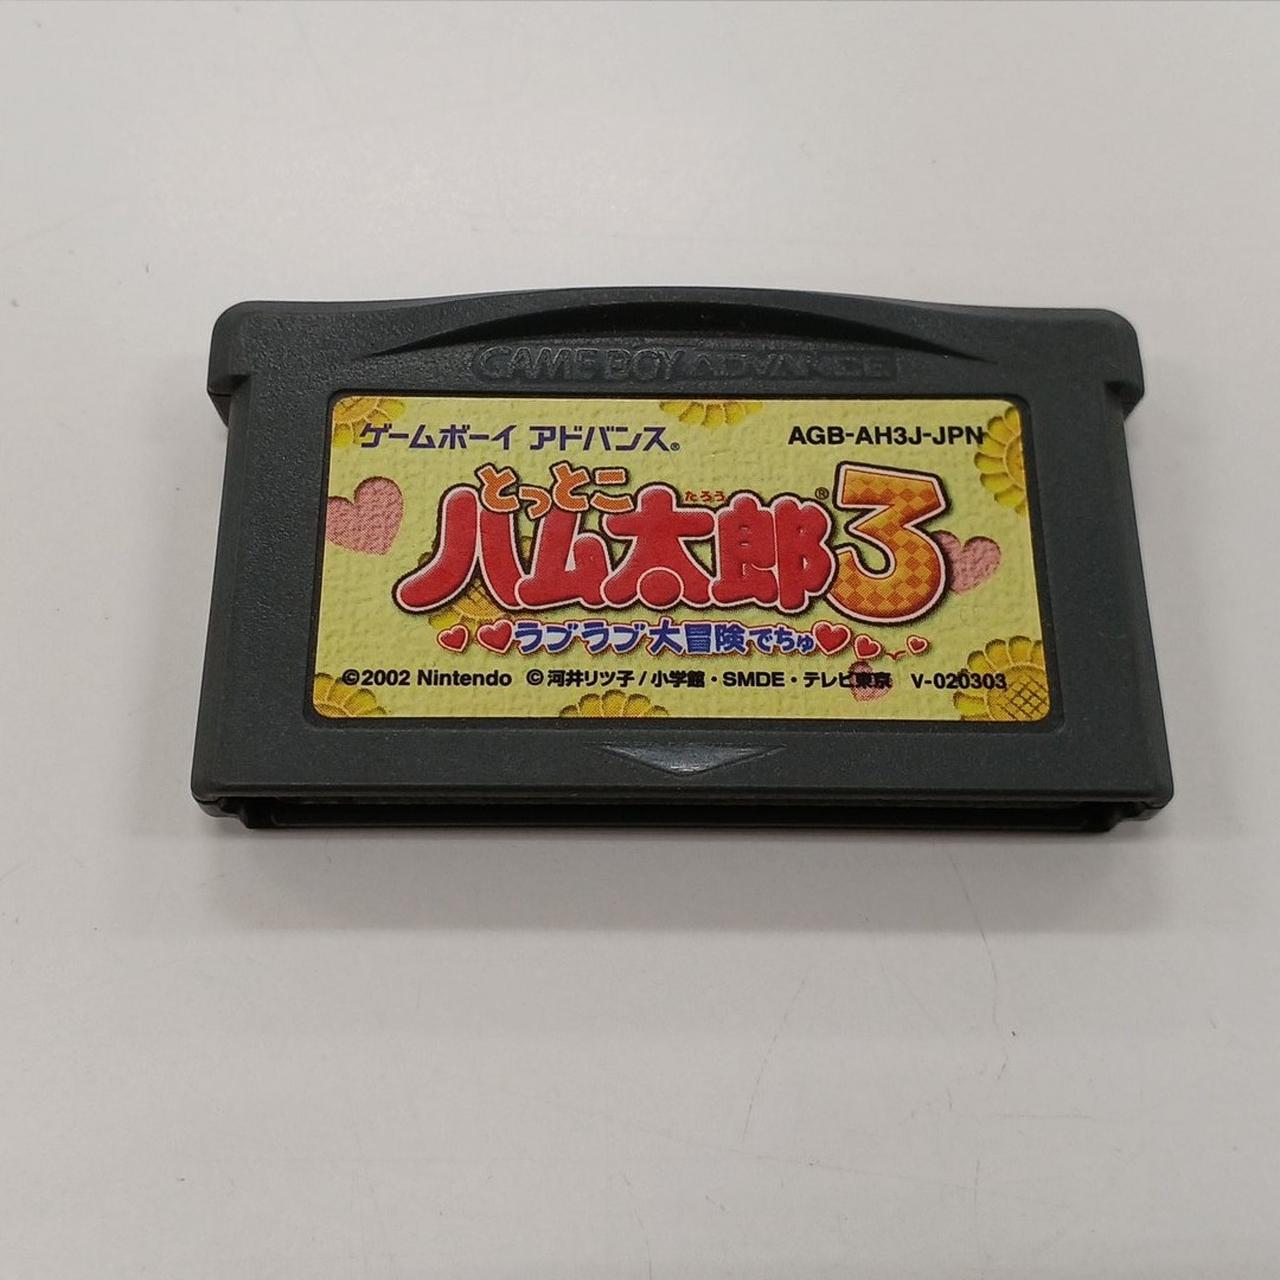 GAME BOY ADVANCE
ゲームボーイ アドバンス® AGB-AH3J-JPN
とっとこ
たろう
ハム太郎®3
ラブラブ大冒険でちゅ
©2002 Nintendo ©河井リツ子/小学館・SMDE・テレビ東京 V-020303